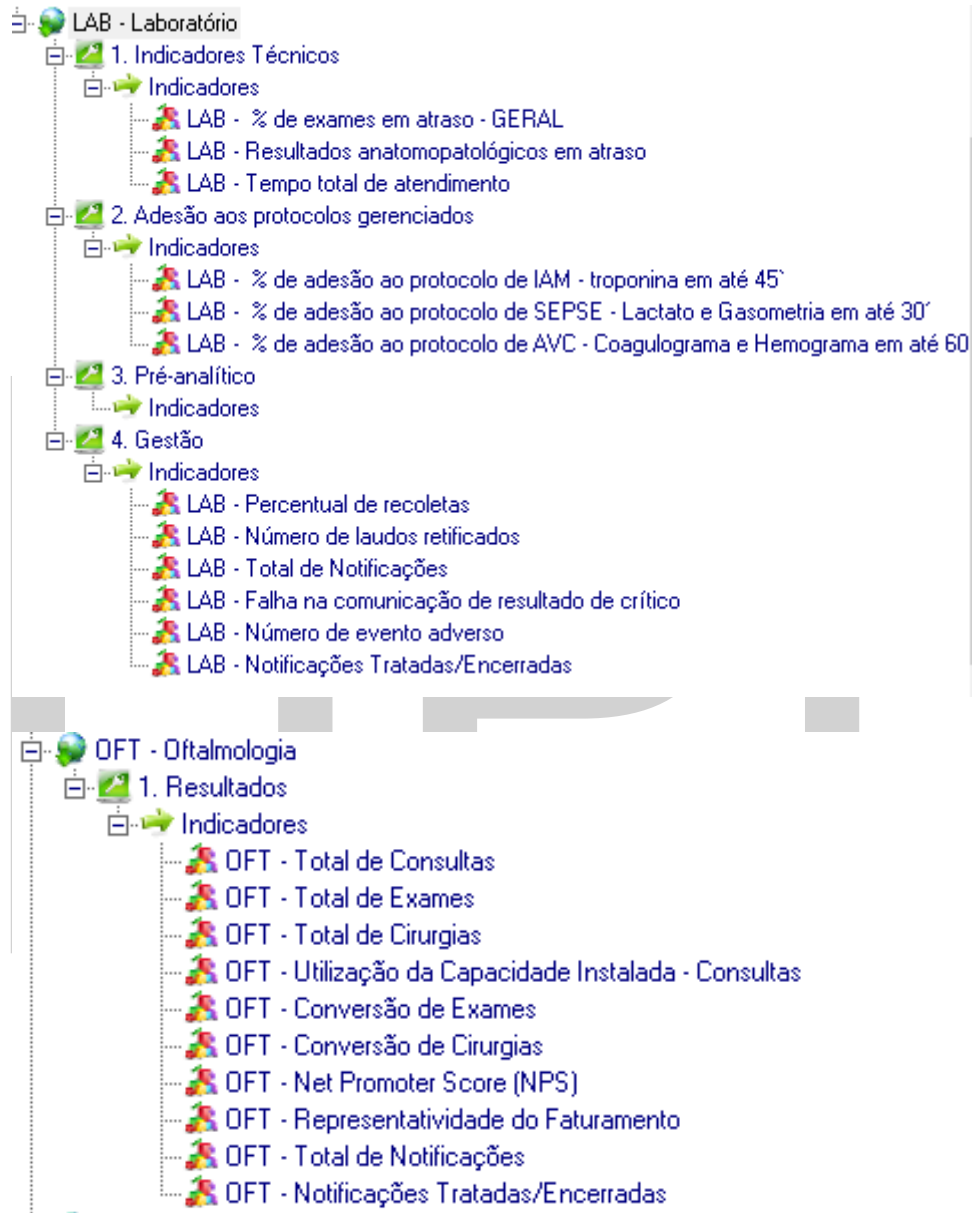 LAB - Laboratório
1. Indicadores Técnicos
Indicadores
LAB - % de exames em atraso - GERAL
LAB - Resultados anatomopatológicos em atraso
LAB - Tempo total de atendimento
2. Adesão aos protocolos gerenciados
Indicadores
LAB - % de adesão ao protocolo de IAM - troponina em até 45`
LAB - % de adesão ao protocolo de SEPSE - Lactato e Gasometria em até 30´
LAB - % de adesão ao protocolo de AVC - Coagulograma e Hemograma em até 60
3. Pré-analítico
Indicadores
4. Gestão
Indicadores
LAB - Percentual de recoletas
LAB - Número de laudos retificados
LAB - Total de Notificações
LAB - Falha na comunicação de resultado de crítico
LAB - Número de evento adverso
LAB - Notificações Tratadas/Encerradas
OFT - Oftalmologia
1. Resultados
Indicadores
OFT - Total de Consultas
OFT - Total de Exames
OFT - Total de Cirurgias
OFT - Utilização da Capacidade Instalada - Consultas
OFT - Conversão de Exames
OFT - Conversão de Cirurgias
OFT - Net Promoter Score (NPS)
OFT - Representatividade do Faturamento
OFT - Total de Notificações
OFT - Notificações Tratadas/Encerradas